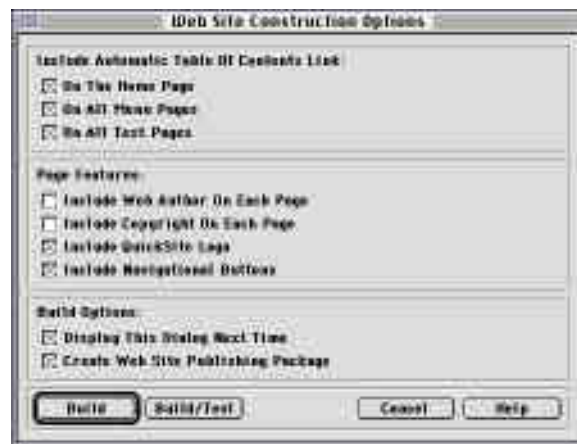 Web Site Construction Options
Include Automatic Table Of Contents Link:
On The Home Page
On All Menu Pages
On All Text Pages
Page Features:
Include Web Author On Each Page
Include Copyright On Each Page
Include QuickSite Logo
Include Navigational Buttons
Build Options:
Display This Dialog Next Time
Create Web Site Publishing Package
Build
Build/Test
Cancel
Help